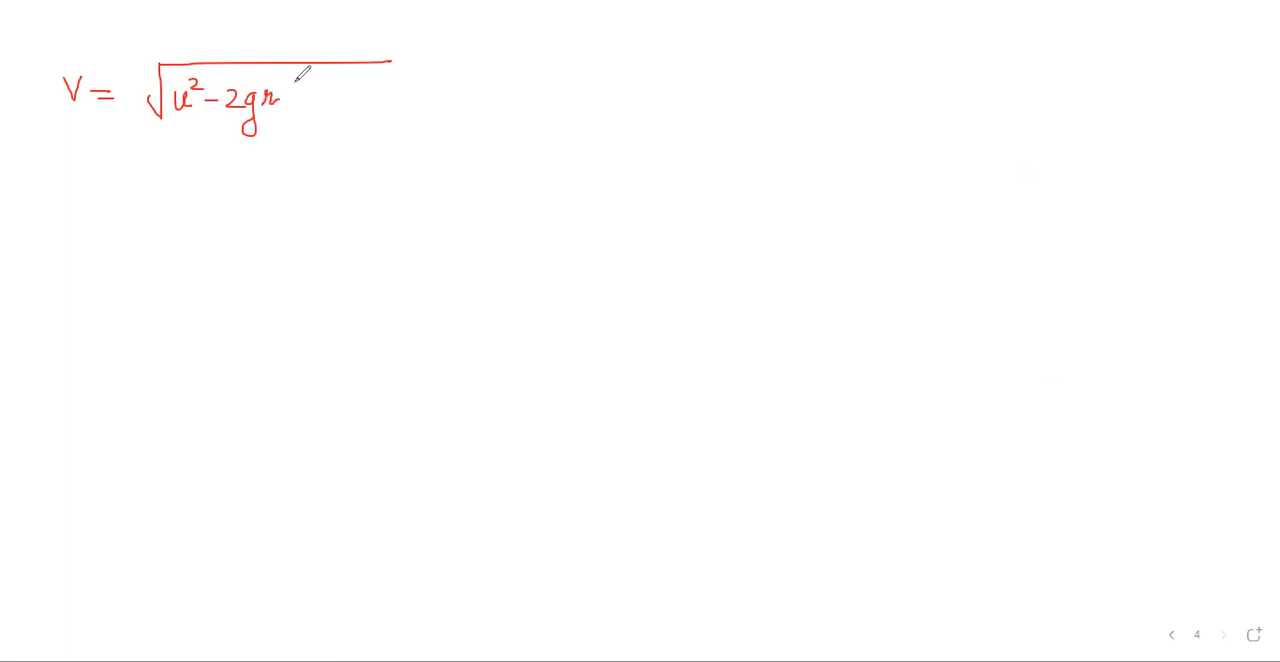 V = √u² - 2gr
4